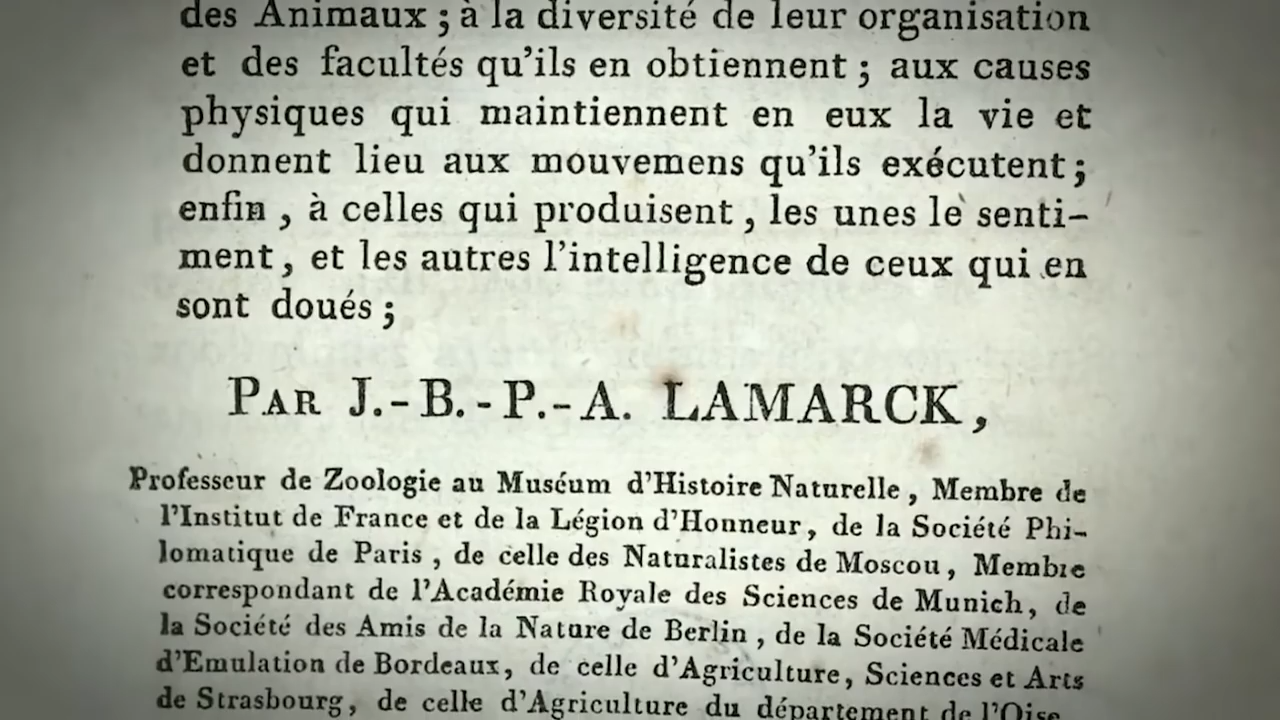 des Animaux ; à la diversité de leur organisation
et des facultés qu'ils en obtiennent ; aux causes
physiques qui maintiennent en eux la vie et
donnent lieu aux mouvemens qu'ils exécutent ;
enfin , à celles qui produisent , les unes le senti-
ment , et les autres l'intelligence de ceux qui en
sont doués ;
PAR J.-B.-P.-A. LAMARCK ,
Professeur de Zoologie au Muséum d'Histoire Naturelle , Membre de
l'Institut de France et de la Légion d'Honneur , de la Société Phi-
lomatique de Paris , de celle des Naturalistes de Moscou , Membre
correspondant de l'Académie Royale des Sciences de Munich , de
la Société des Amis de la Nature de Berlin , de la Société Médicale
d'Emulation de Bordeaux , de celle d'Agriculture , Sciences et Arts
de Strasbourg , de celle d'Agriculture du département de l'Oise